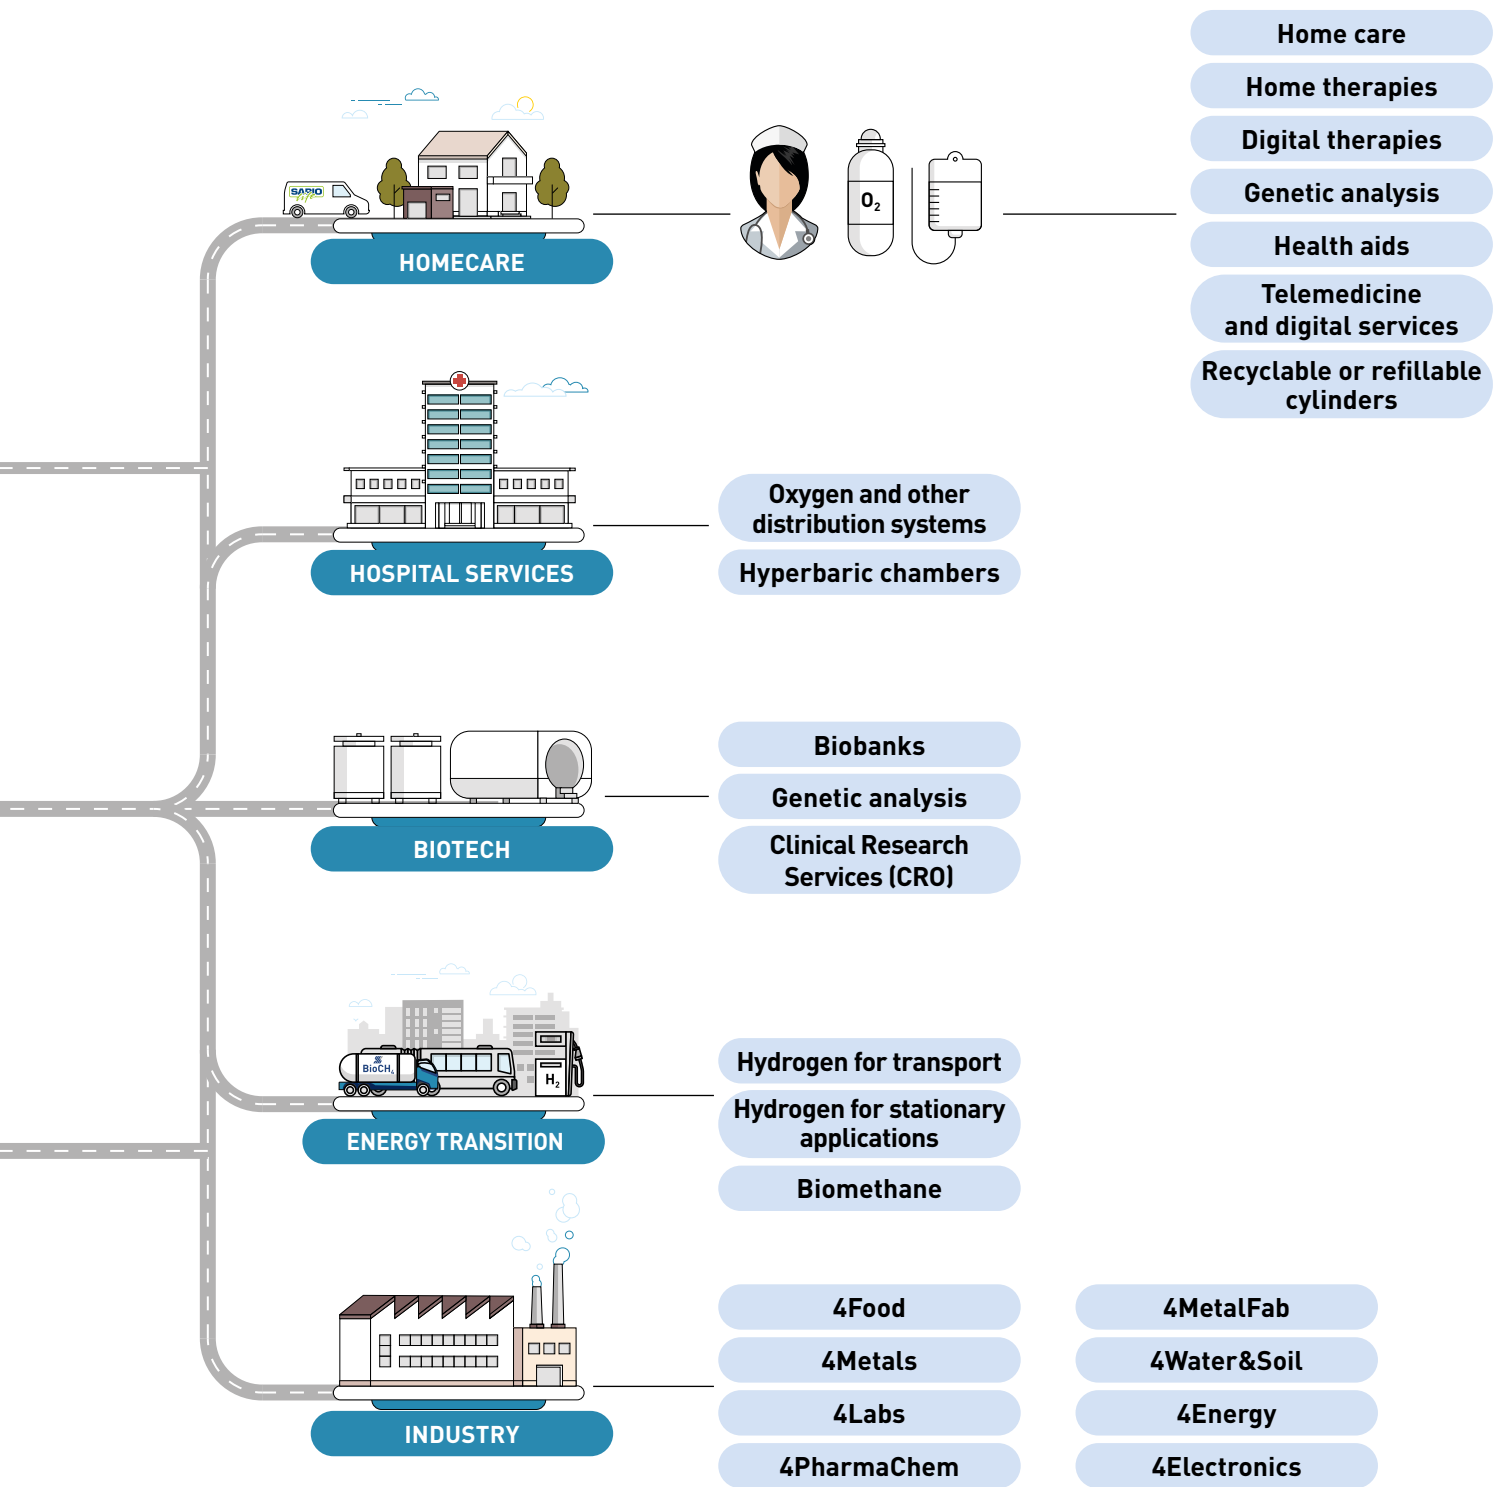 Home care
Home therapies
Digital therapies
Genetic analysis
Health aids
Telemedicine
and digital services
Recyclable or refillable
cylinders
SAPIO
life
O₂
HOMECARE
Oxygen and other
distribution systems
Hyperbaric chambers
HOSPITAL SERVICES
Biobanks
Genetic analysis
Clinical Research
Services (CRO)
BIOTECH
BioCH₄
H₂
Hydrogen for transport
Hydrogen for stationary
applications
Biomethane
ENERGY TRANSITION
4Food
4Metals
4Labs
4PharmaChem
4MetalFab
4Water&Soil
4Energy
4Electronics
INDUSTRY